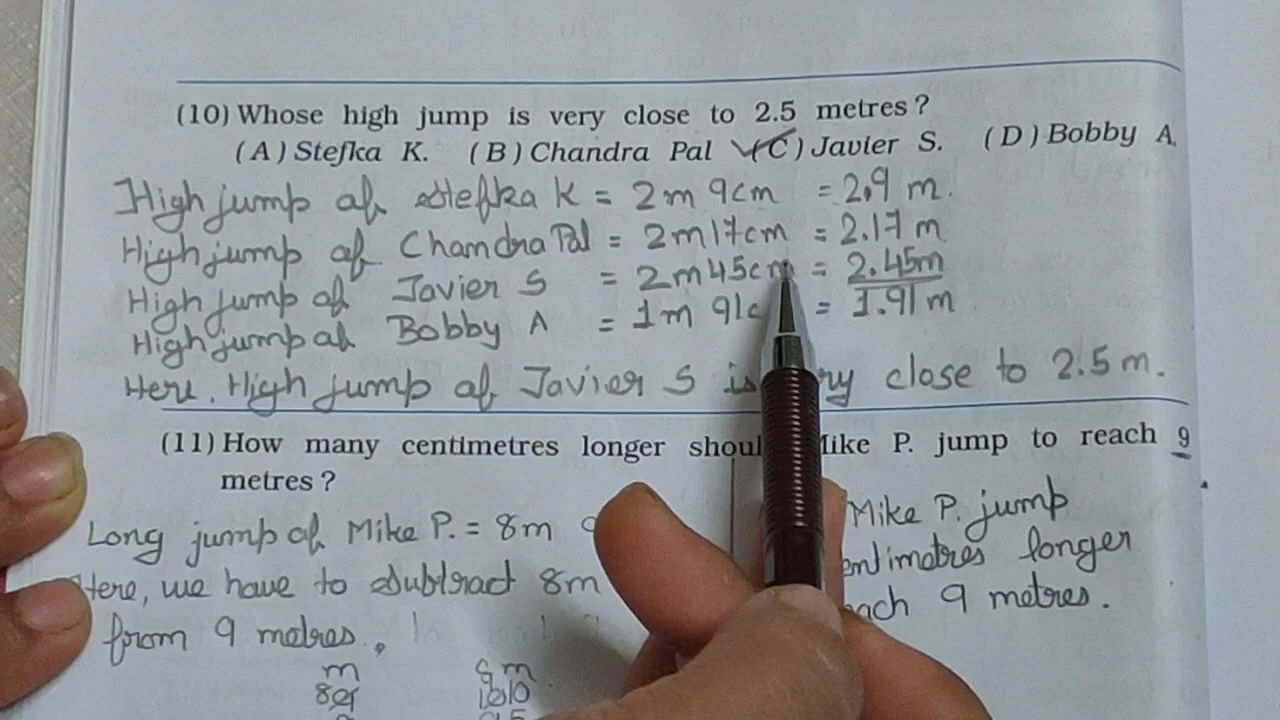 (10) Whose high jump is very close to 2.5 metres ?
(A) Stefka K. (B) Chandra Pal (C) Javier S. (D) Bobby A.
High jump of Stefka K = 2m 9cm = 2.9 m.
High jump of Chandra Pal = 2m 17cm = 2.17 m
High jump of Javier S = 2m 45cm = 2.45m
High jump of Bobby A = 1m 91c = 1.91 m
Here, High jump of Javier S is close to 2.5 m.
(11) How many centimetres longer Mike P. jump to reach 9
metres ?
Long jump of Mike P. = 8m
Here, we have to subtract 8m
from 9 metres,
Mike P. jump
entimetres longer
each 9 metres.
m cm